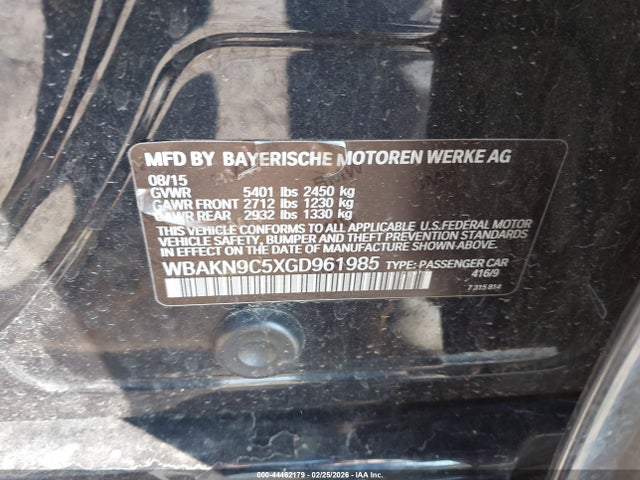 MFD BY BAYERISCHE MOTOREN WERKE AG
08/15
GVWR 5401 lbs 2450 kg
GAWR FRONT 2712 lbs 1230 kg
GAWR REAR 2932 lbs 1330 kg
THIS VEHICLE CONFORMS TO ALL APPLICABLE U.S.FEDERAL MOTOR
VEHICLE SAFETY, BUMPER, AND THEFT PREVENTION STANDARDS
IN EFFECT ON THE DATE OF MANUFACTURE SHOWN ABOVE.
WBAKN9C5XGD961985 TYPE:PASSENGER CAR
416/9
7 315 814
000-44462179 - 02/25/2026 - IAA Inc.